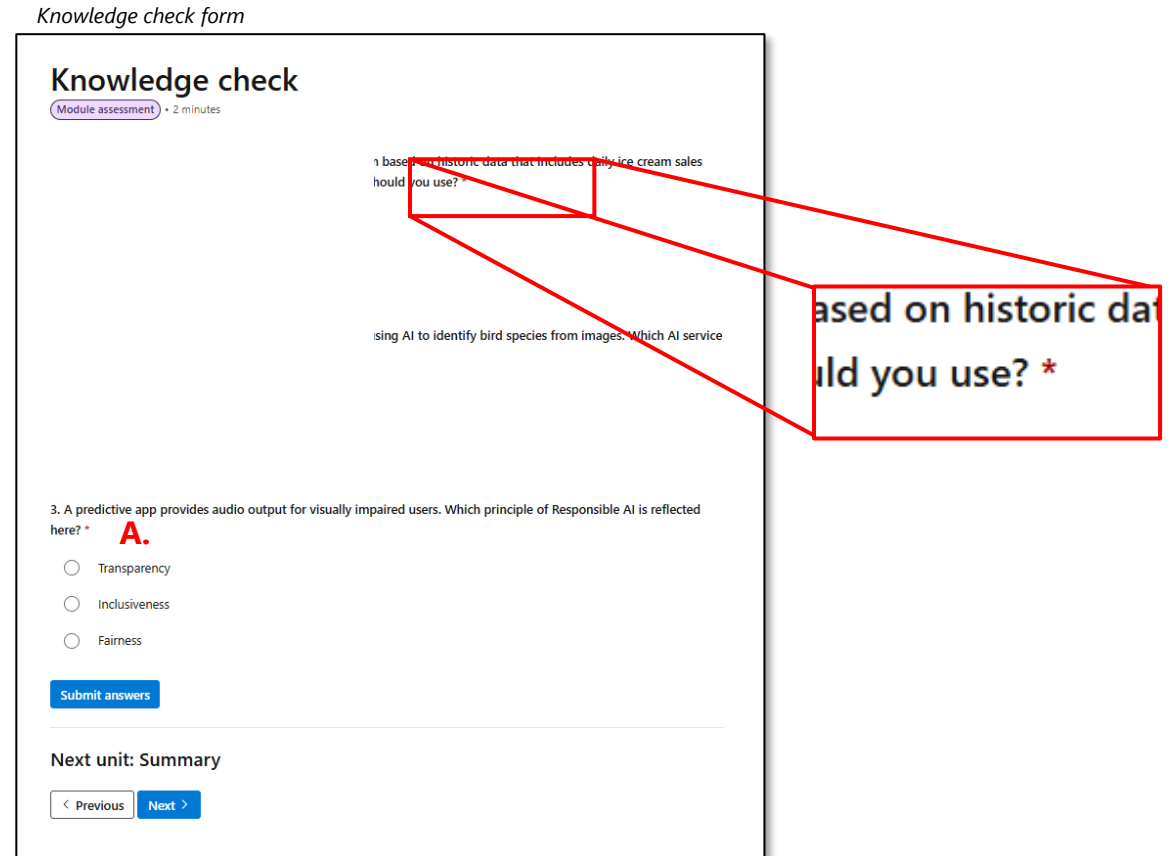 Knowledge check form
Knowledge check
Module assessment • 2 minutes
based on historic data that includes daily ice cream sales
should you use? *
ased on historic dat
uld you use? *
using AI to identify bird species from images. Which AI service
3. A predictive app provides audio output for visually impaired users. Which principle of Responsible AI is reflected
here? *
A.
Transparency
Inclusiveness
Fairness
Submit answers
Next unit: Summary
< Previous Next >